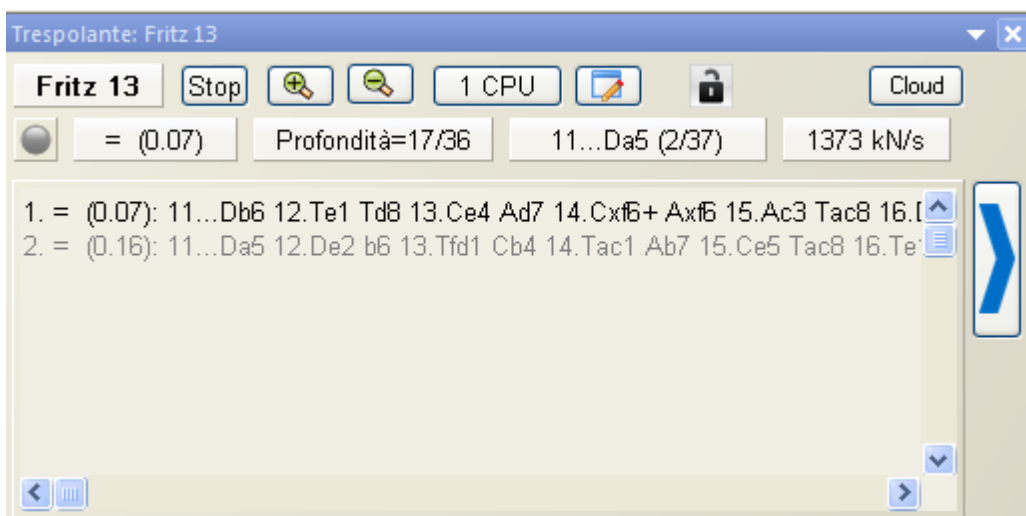 Trespolante: Fritz 13
Fritz 13 Stop 1 CPU Cloud
= (0.07) Profondità=17/36 11...Da5 (2/37) 1373 kN/s
1. = (0.07): 11...Db6 12.Te1 Td8 13.Ce4 Ad7 14.Cxf6+ Axf6 15.Ac3 Tac8 16.
2. = (0.16): 11...Da5 12.De2 b6 13.Tfd1 Cb4 14.Tac1 Ab7 15.Ce5 Tac8 16.Te